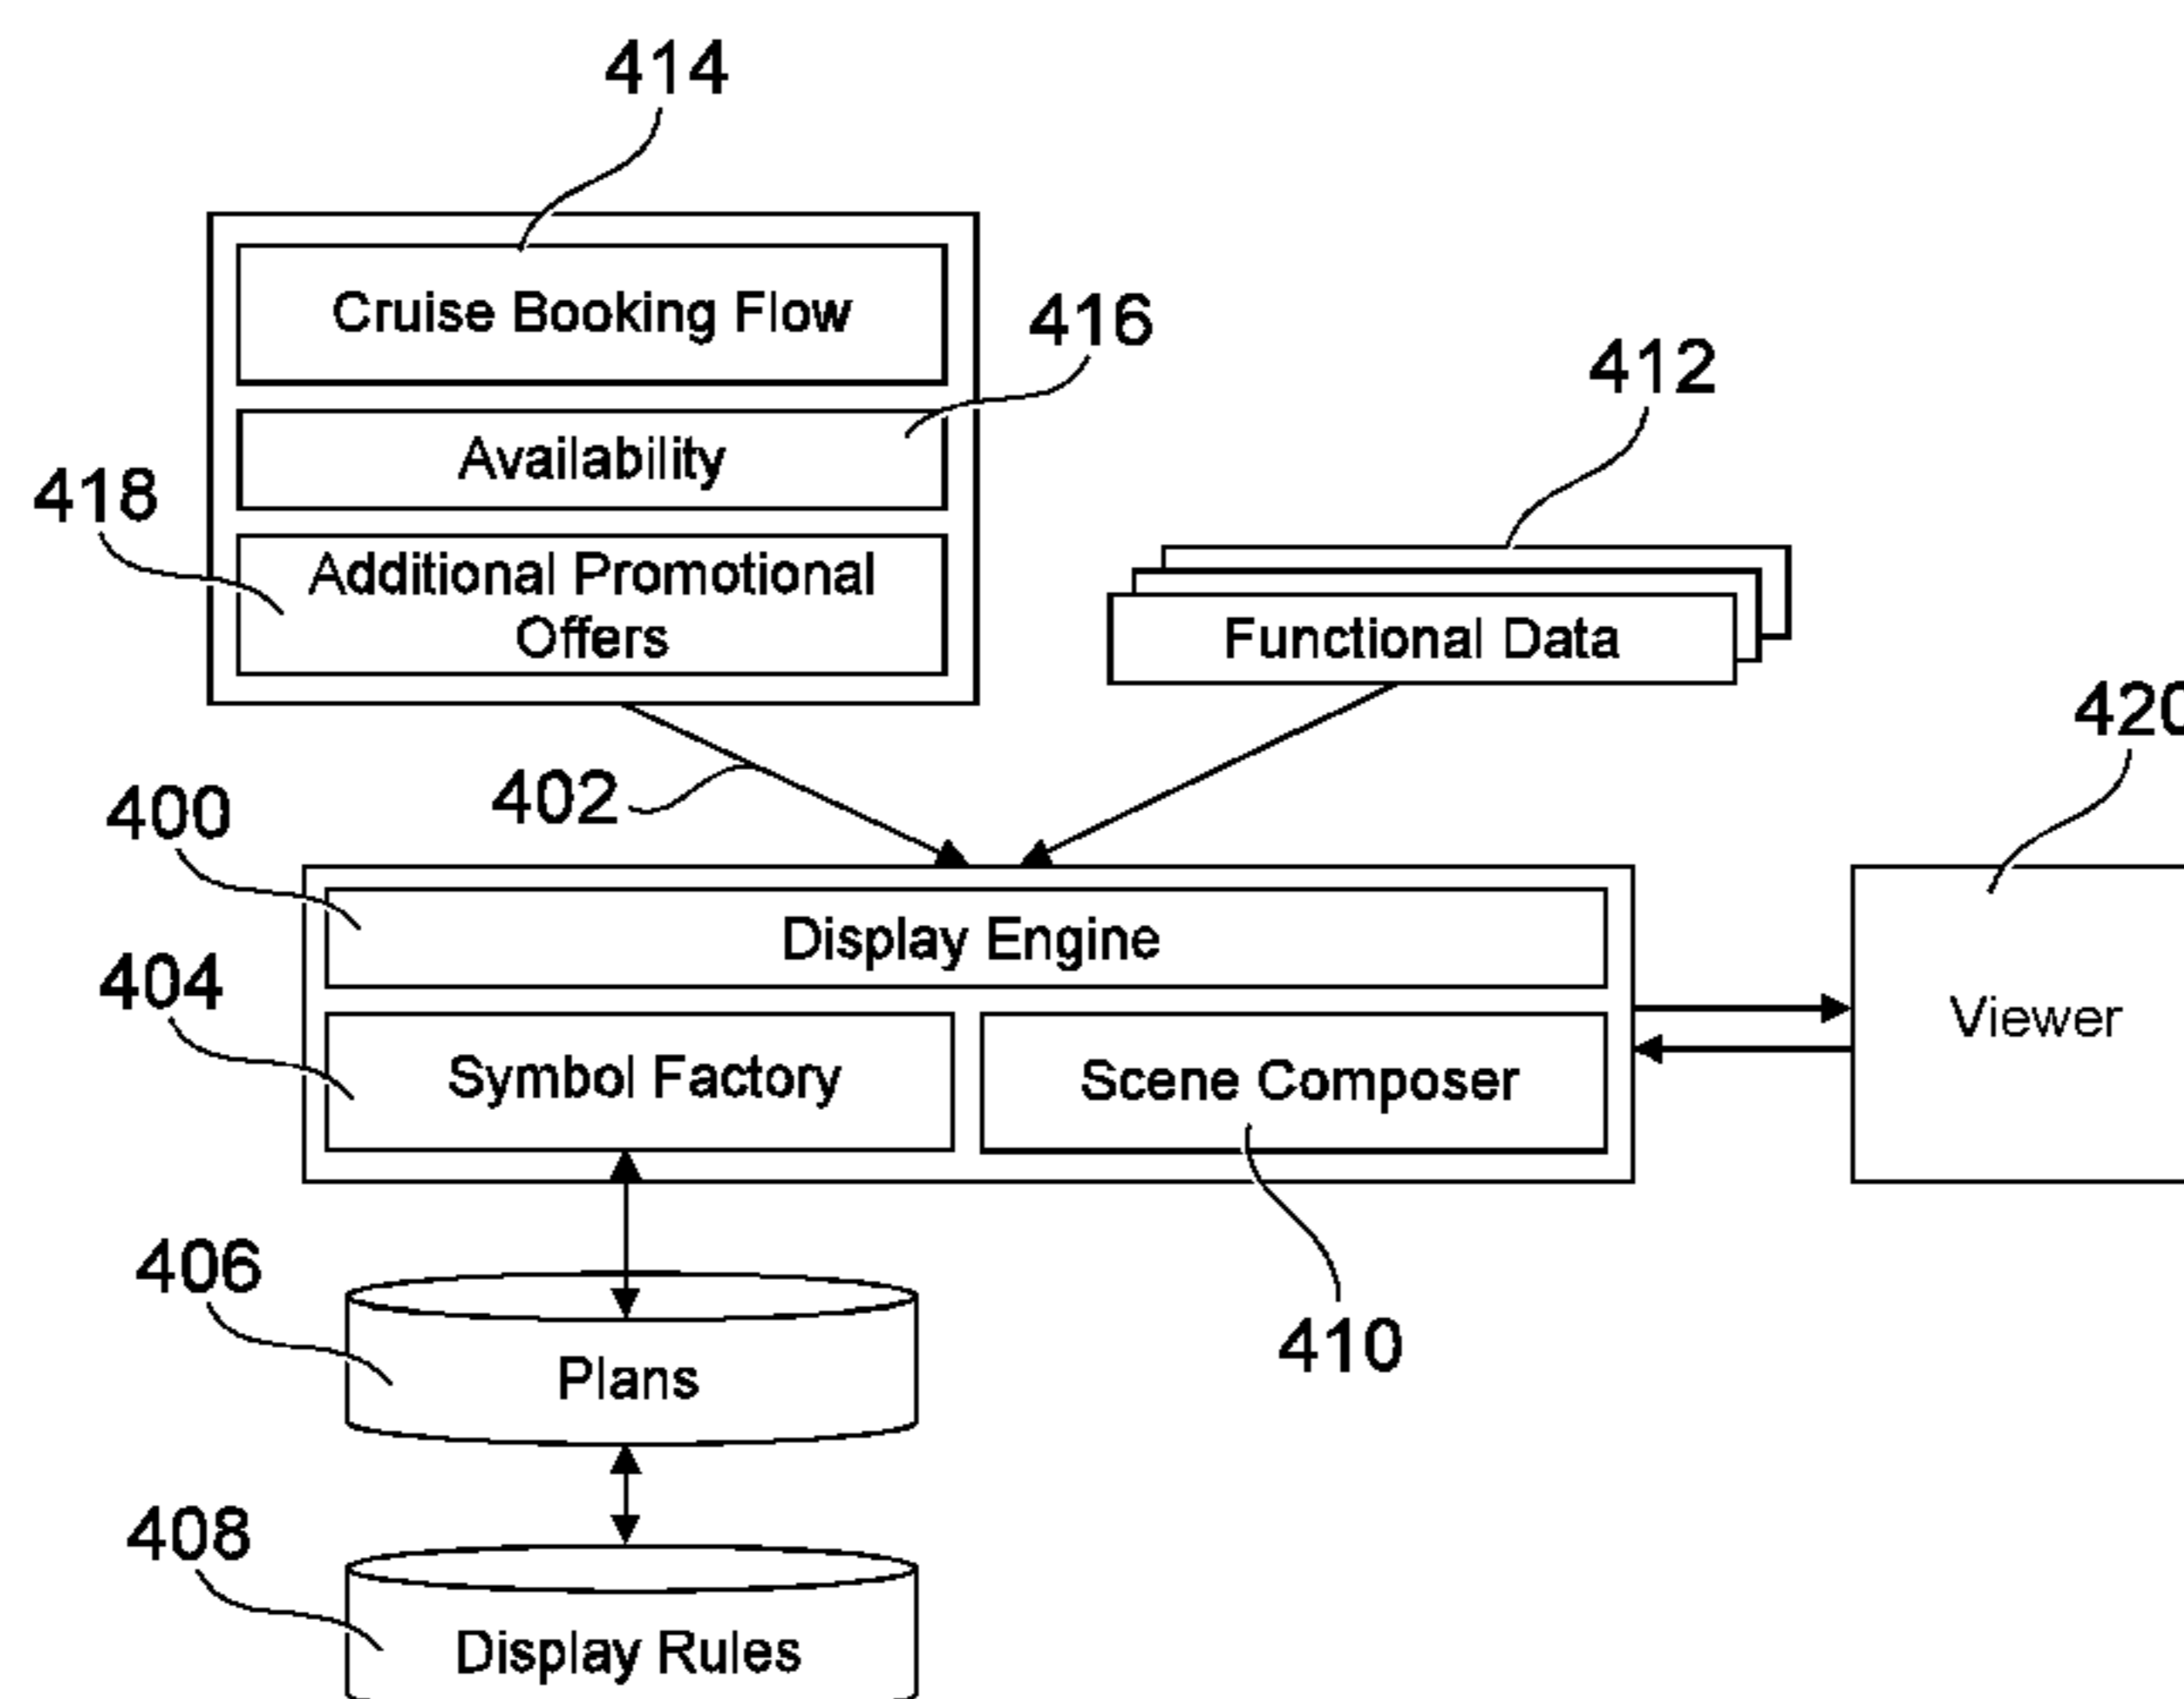 414
Cruise Booking Flow
416
412
Availability
418
Additional Promotional
Offers
Functional Data
420
402
400
Display Engine
404
Viewer
Symbol Factory
Scene Composer
406
410
Plans
408
Display Rules